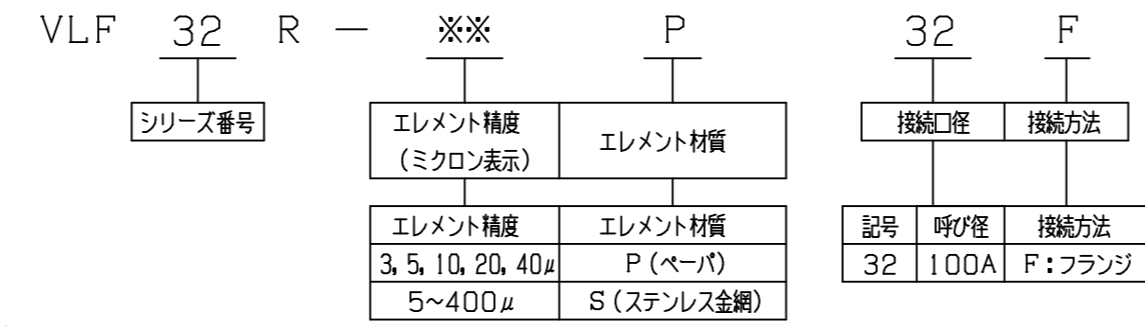 VLF 32 R － ※※ P 32 F
シリーズ番号
エレメント精度
（ミクロン表示）
エレメント材質
接続口径 接続方法
エレメント精度 エレメント材質
3, 5, 10, 20, 40μ P（ペーパ）
5~400μ S（ステンレス金網）
記号 呼び径 接続方法
32 100A F：フランジ